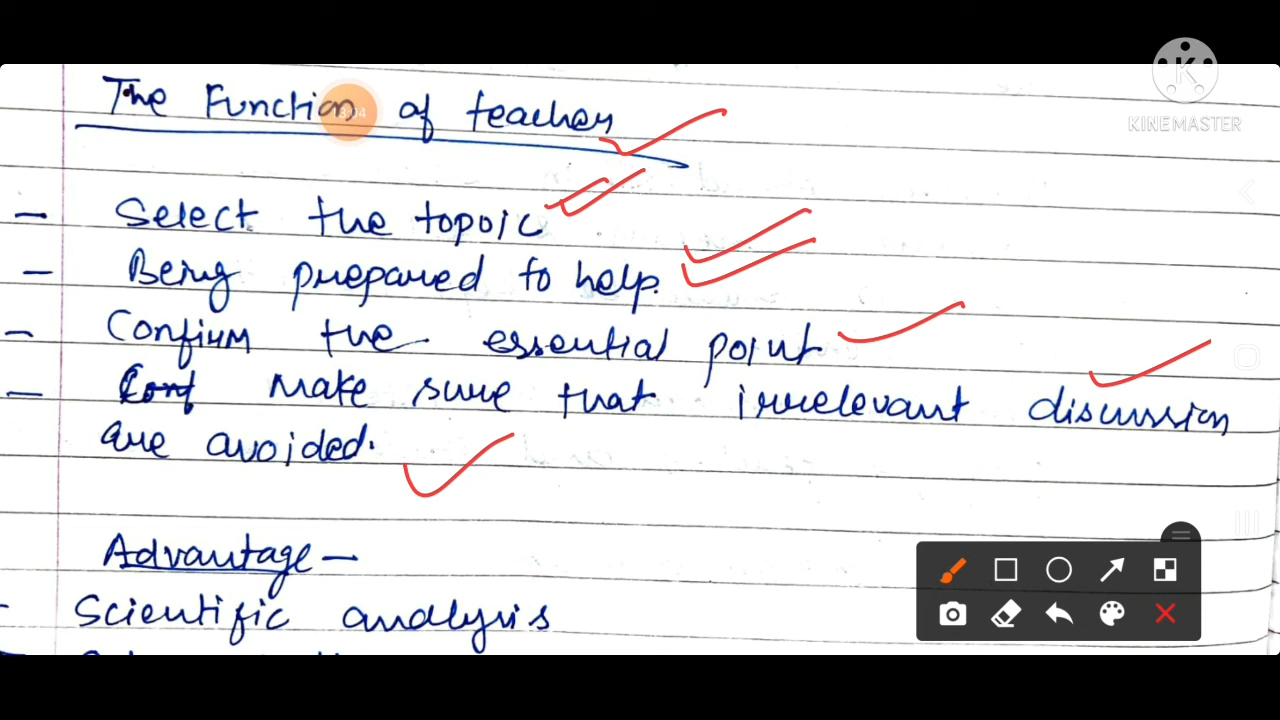 The Function of teacher
KINEMASTER
- Select the topoic
- Being prepared to help.
- Confirm the essential point
- Conf Make sure that irrelevant discussion
are avoided.
Advantage -
- Scientific analysis